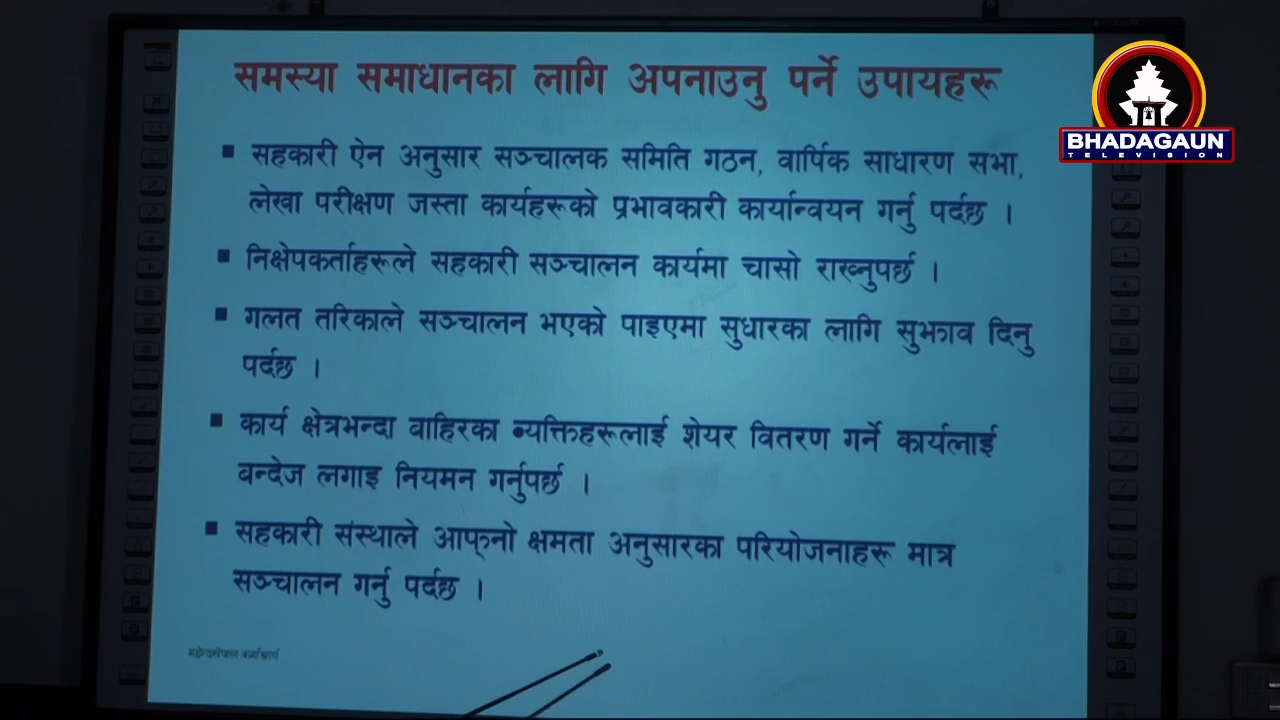 समस्या समाधानका लागि अपनाउनु पर्ने उपायहरू
BHADAGAUN
TELEVISION
▪ सहकारी ऐन अनुसार सञ्चालक समिति गठन, वार्षिक साधारण सभा,
लेखा परीक्षण जस्ता कार्यहरूको प्रभावकारी कार्यान्वयन गर्नु पर्दछ ।
▪ निक्षेपकर्ताहरूले सहकारी सञ्चालन कार्यमा चासो राख्नुपर्छ ।
▪ गलत तरिकाले सञ्चालन भएको पाइएमा सुधारका लागि सुझाव दिनु
पर्दछ ।
▪ कार्य क्षेत्रभन्दा वाहिरका व्यक्तिहरूलाई शेयर वितरण गर्ने कार्यलाई
वन्देज लगाइ नियमन गर्नुपर्छ ।
▪ सहकारी संस्थाले आफ्‌नो क्षमता अनुसारका परियोजनाहरू मात्र
सञ्चालन गर्नु पर्दछ ।